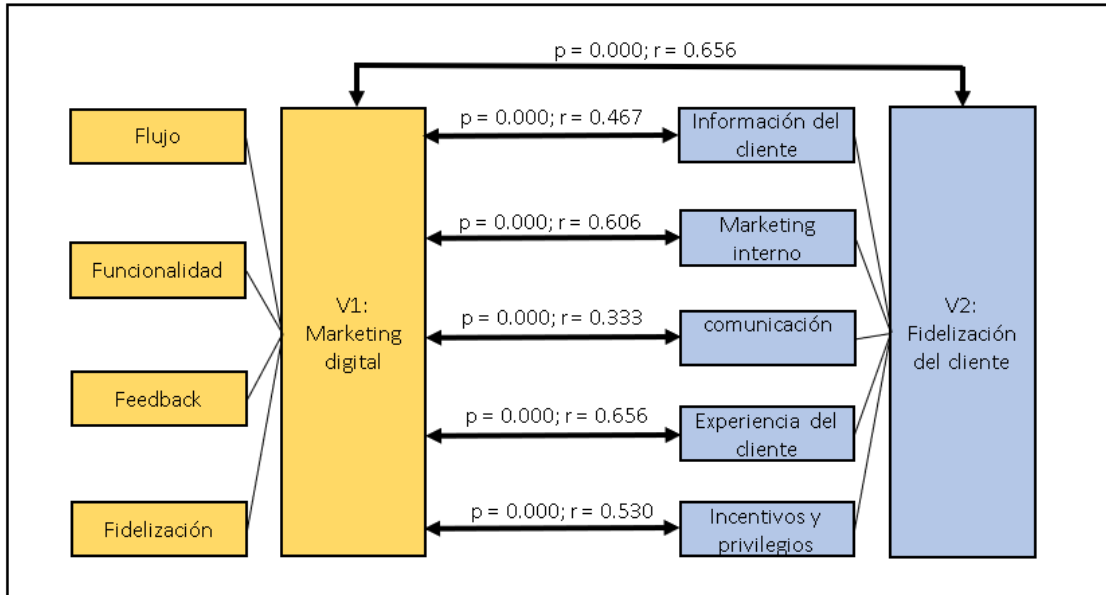 p = 0.000; r = 0.656
Flujo
Funcionalidad
Feedback
Fidelización
V1:
Marketing
digital
p = 0.000; r = 0.467
p = 0.000; r = 0.606
p = 0.000; r = 0.333
p = 0.000; r = 0.656
p = 0.000; r = 0.530
Información del
cliente
Marketing
interno
comunicación
Experiencia del
cliente
Incentivos y
privilegios
V2:
Fidelización
del cliente